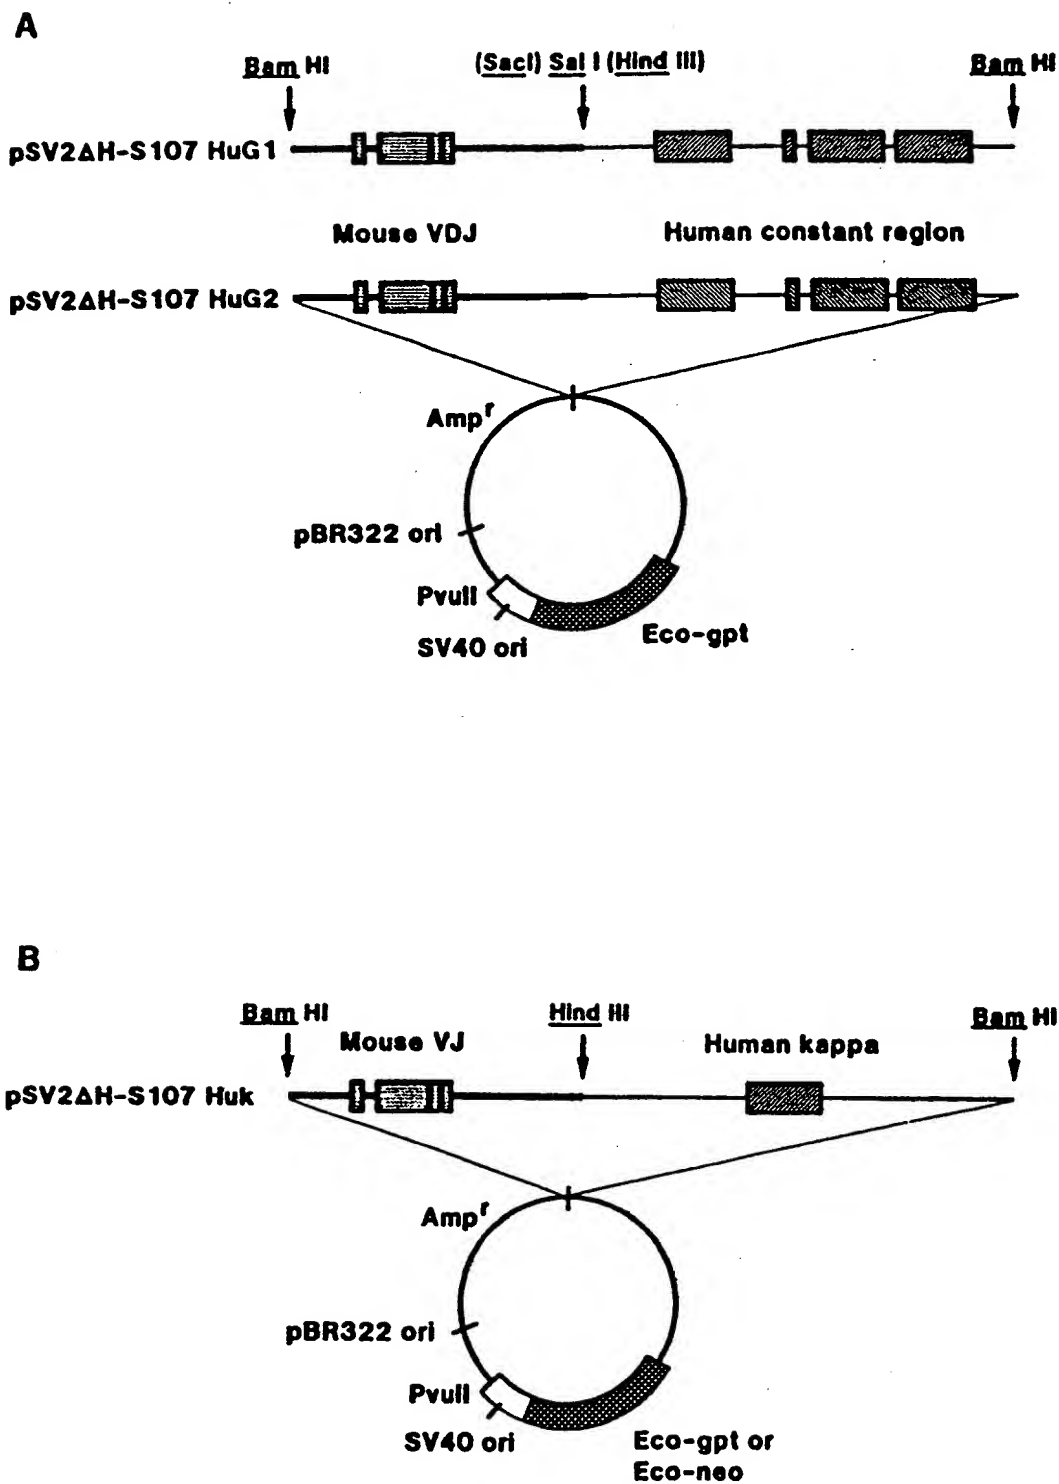 A
Bam HI
(SacI) Sal I (Hind III)
Bam HI
pSV2ΔH-S107 HuG1
Mouse VDJ
Human constant region
pSV2ΔH-S107 HuG2
Ampr
pBR322 ori
PvuII
SV40 ori
Eco-gpt
B
Bam HI
Hind III
Bam HI
Mouse VJ
Human kappa
pSV2ΔH-S107 Huk
Ampr
pBR322 ori
PvuII
SV40 ori
Eco-gpt or
Eco-neo